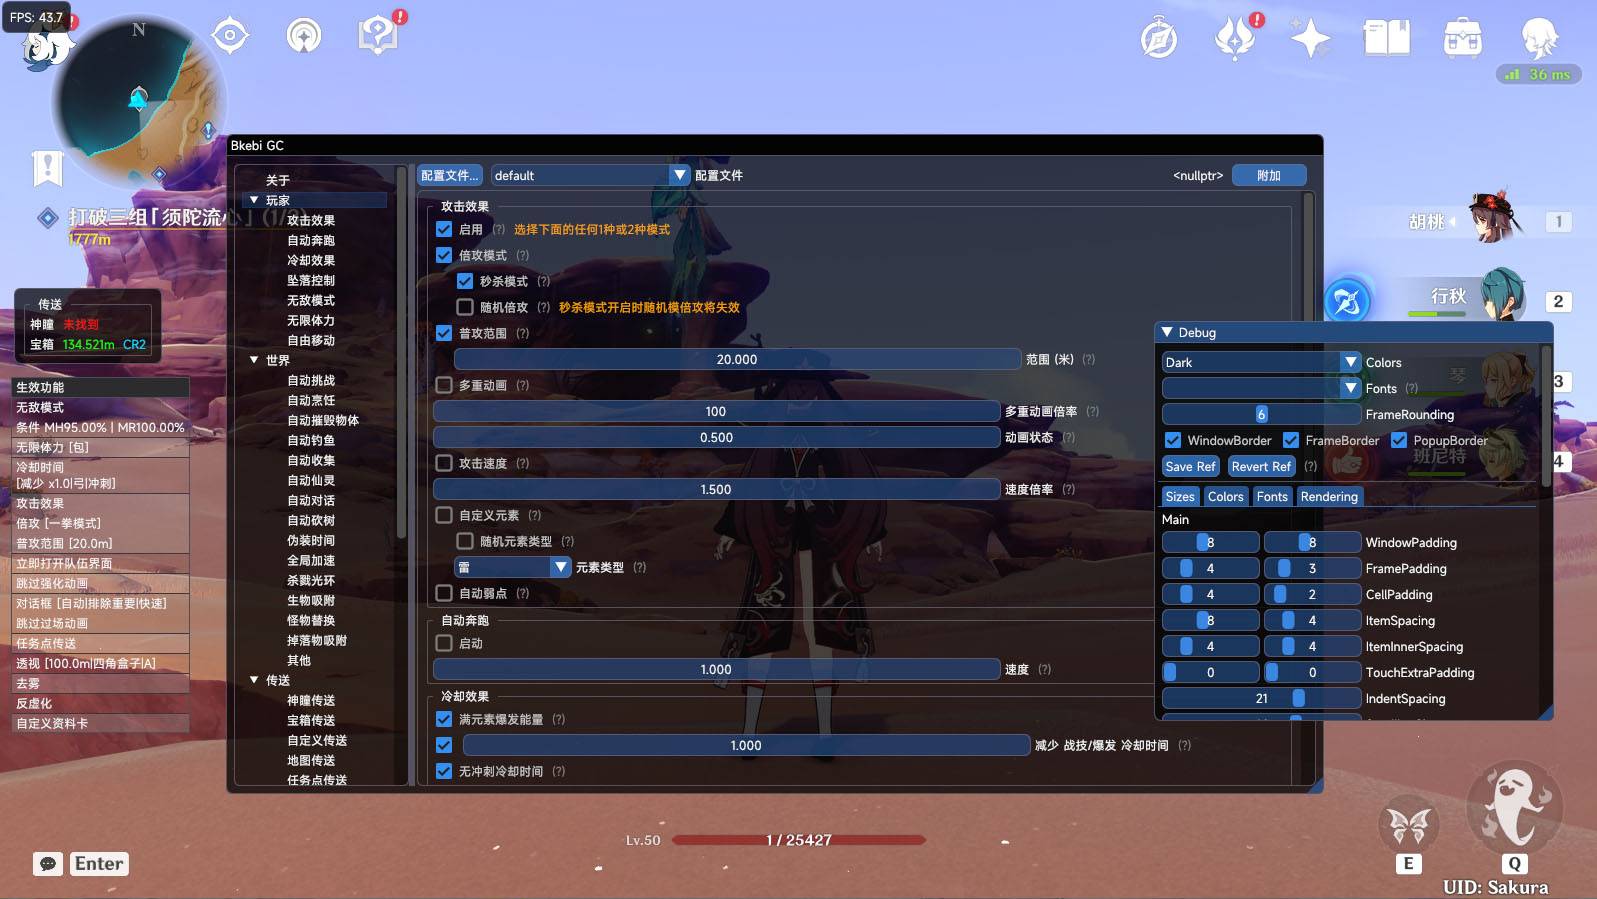 FPS: 43.7
N
36 ms
打破三组「须陀流心」(1/3)
1777m
传送
神瞳 未找到
宝箱 134.521m CR2
生效功能
无敌模式
条件 MH95.00% | MR100.00%
无限体力 [包]
冷却时间
[减少 x1.0|弓|冲刺]
攻击效果
倍攻 [一拳模式]
普攻范围 [20.0m]
立即打开队伍界面
跳过强化动画
对话框 [自动|排除重要|快速]
跳过过场动画
任务点传送
透视 [100.0m|四角盒子|A]
去雾
反虚化
自定义资料卡
Bkebi GC
关于
玩家
攻击效果
自动奔跑
冷却效果
坠落控制
无敌模式
无限体力
自由移动
世界
自动挑战
自动烹饪
自动摧毁物体
自动钓鱼
自动收集
自动仙灵
自动对话
自动砍树
伪装时间
全局加速
杀戮光环
生物吸附
怪物替换
掉落物吸附
其他
传送
神瞳传送
宝箱传送
自定义传送
地图传送
任务点传送
配置文件... default 配置文件 <nullptr> 附加
攻击效果
启用 (?) 选择下面的任何1种或2种模式
倍攻模式 (?)
秒杀模式 (?)
随机倍攻 (?) 秒杀模式开启时随机模倍攻将失效
普攻范围 (?)
20.000 范围 (米) (?)
多重动画 (?)
100 多重动画倍率 (?)
0.500 动画状态 (?)
攻击速度 (?)
1.500 速度倍率 (?)
自定义元素 (?)
随机元素类型 (?)
雷 元素类型 (?)
自动弱点 (?)
自动奔跑
启动
1.000 速度 (?)
冷却效果
满元素爆发能量 (?)
1.000 减少 战技/爆发 冷却时间 (?)
无冲刺冷却时间 (?)
胡桃 1
行秋 2
琴 3
班尼特 4
Debug
Dark Colors
Fonts (?)
6 FrameRounding
WindowBorder FrameBorder PopupBorder
Save Ref Revert Ref (?)
Sizes Colors Fonts Rendering
Main
8 8 WindowPadding
4 3 FramePadding
4 2 CellPadding
8 4 ItemSpacing
4 4 ItemInnerSpacing
0 0 TouchExtraPadding
21 IndentSpacing
Lv.50 1 / 25427
Enter
E
Q
UID: Sakura